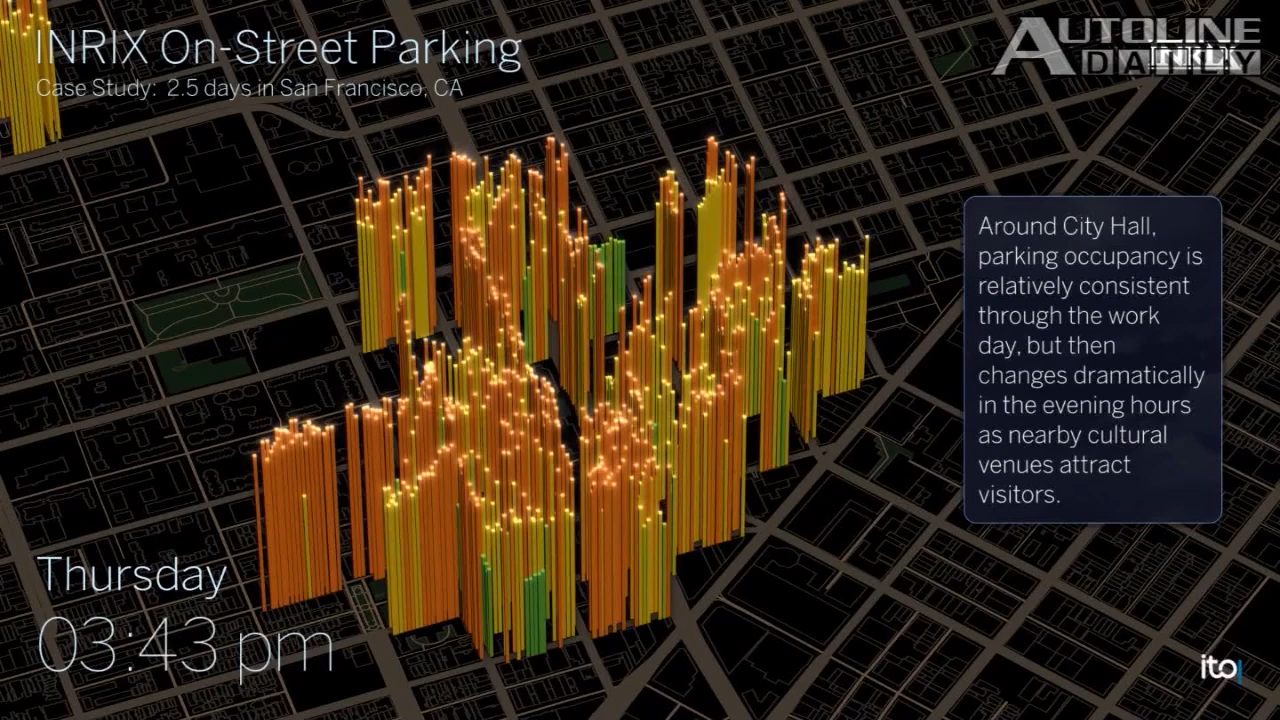 INRIX On-Street Parking
Case Study: 2.5 days in San Francisco, CA
AUTOLINE
DAILY
INRIX
Around City Hall,
parking occupancy is
relatively consistent
through the work
day, but then
changes dramatically
in the evening hours
as nearby cultural
venues attract
visitors.
Thursday
03:43 pm
ito